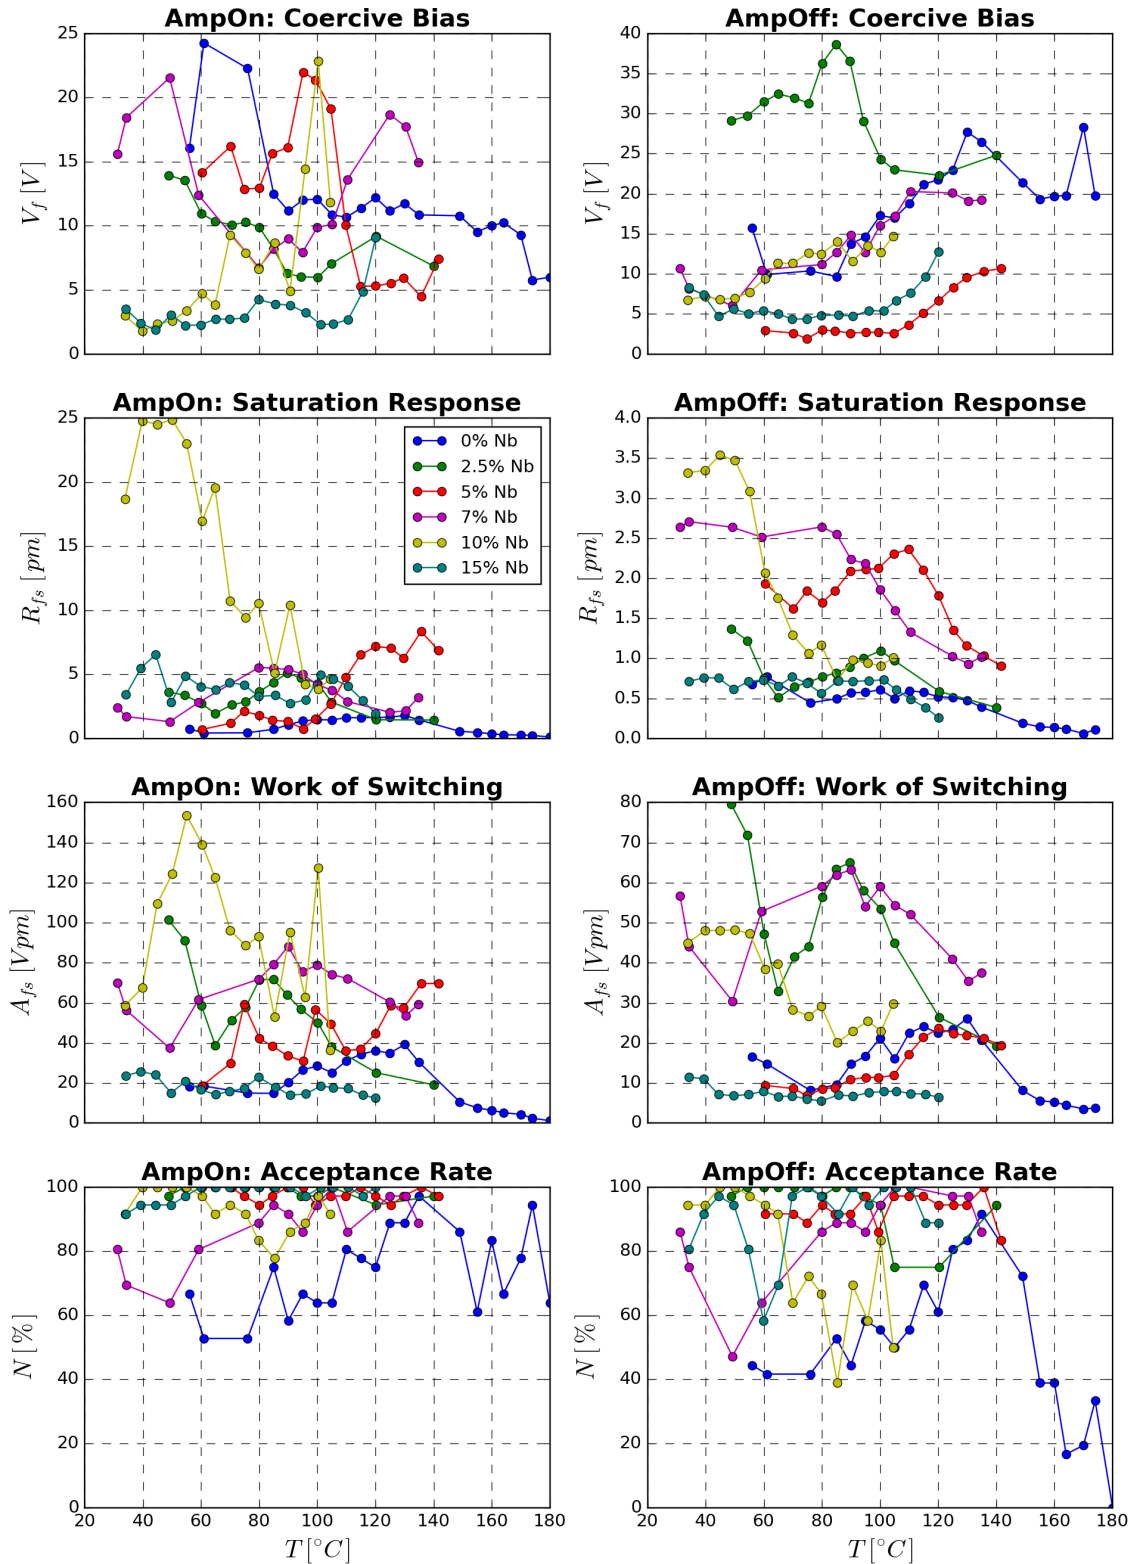 AmpOn: Coercive Bias
25
20
15
10
5
0
V_f [V]
AmpOff: Coercive Bias
40
35
30
25
20
15
10
5
0
V_f [V]
AmpOn: Saturation Response
25
20
15
10
5
0
R_fs [pm]
0% Nb
2.5% Nb
5% Nb
7% Nb
10% Nb
15% Nb
AmpOff: Saturation Response
4.0
3.5
3.0
2.5
2.0
1.5
1.0
0.5
0.0
R_fs [pm]
AmpOn: Work of Switching
160
140
120
100
80
60
40
20
0
A_fs [Vpm]
AmpOff: Work of Switching
80
70
60
50
40
30
20
10
0
A_fs [Vpm]
AmpOn: Acceptance Rate
100
80
60
40
20
0
N [%]
20 40 60 80 100 120 140 160 180
T [°C]
AmpOff: Acceptance Rate
100
80
60
40
20
0
N [%]
20 40 60 80 100 120 140 160 180
T [°C]